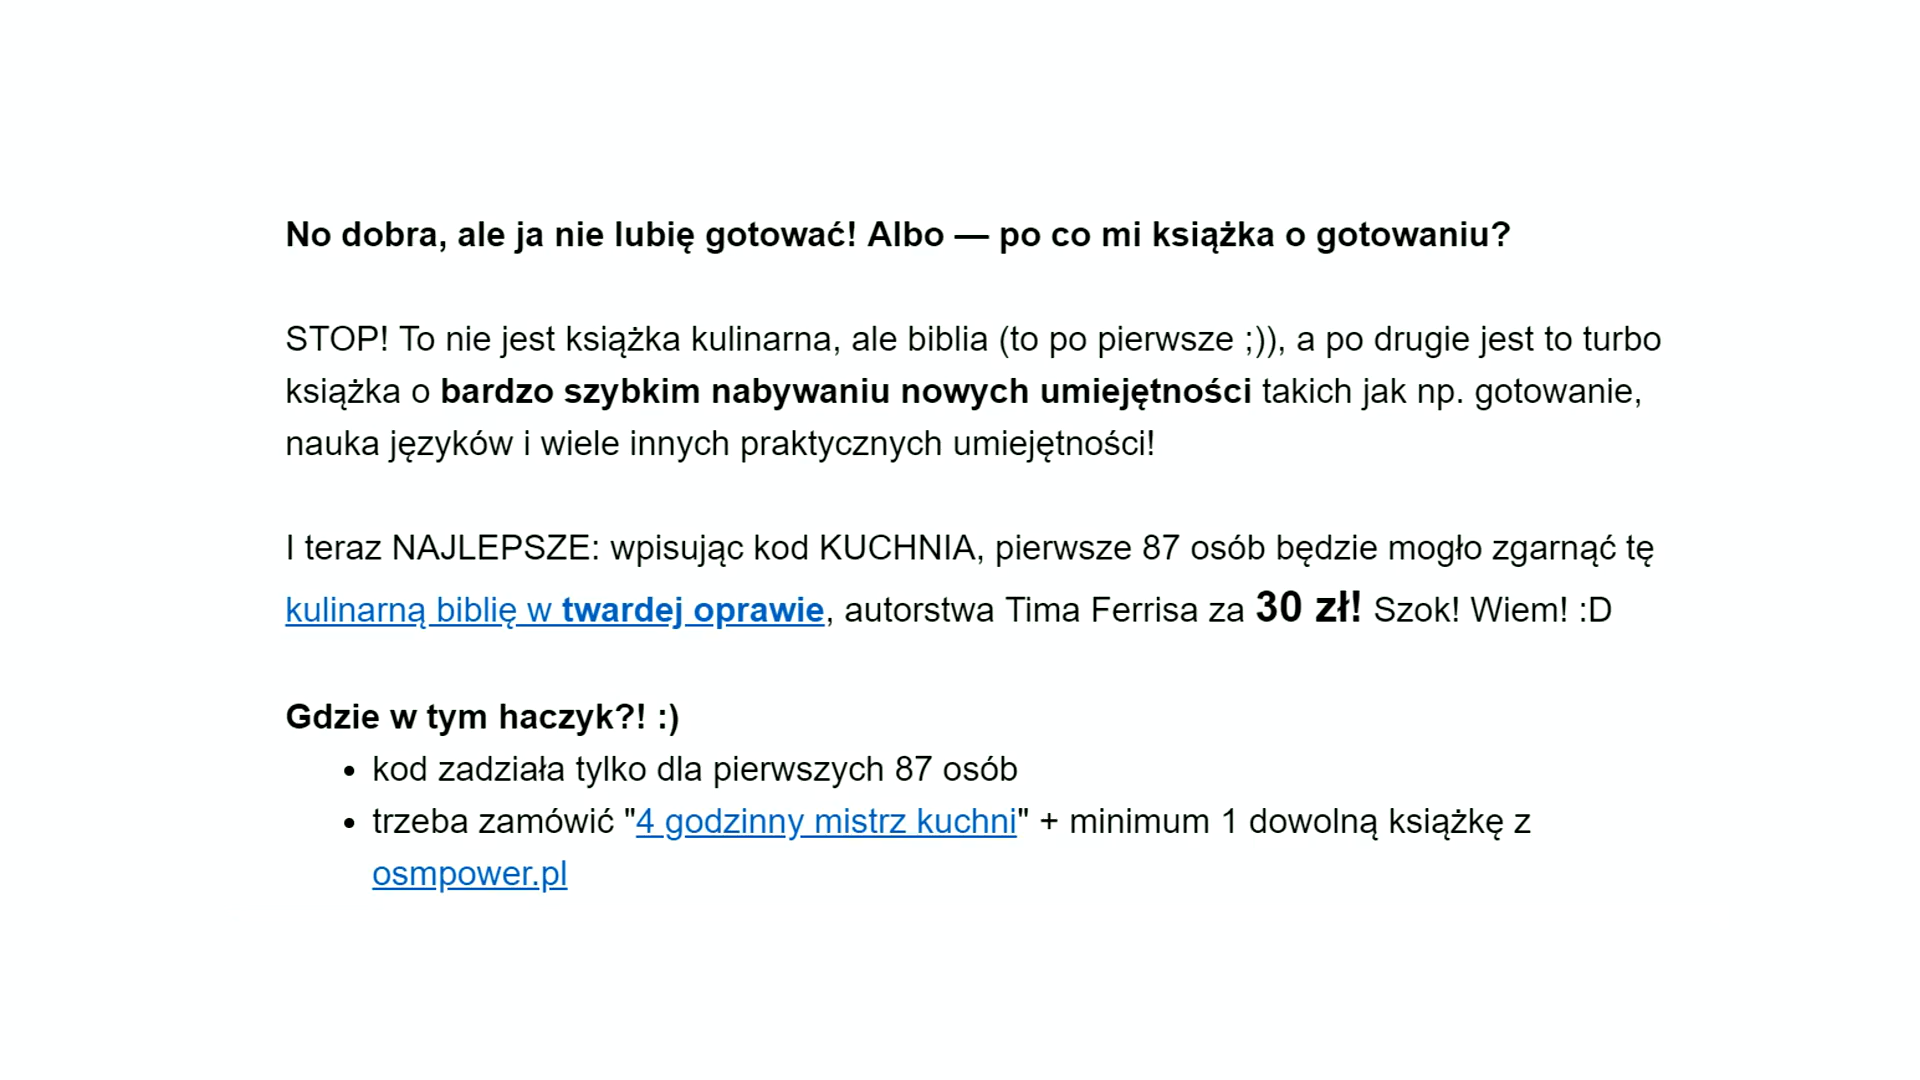 No dobra, ale ja nie lubię gotować! Albo — po co mi książka o gotowaniu?
STOP! To nie jest książka kulinarna, ale biblia (to po pierwsze ;)), a po drugie jest to turbo
książka o bardzo szybkim nabywaniu nowych umiejętności takich jak np. gotowanie,
nauka języków i wiele innych praktycznych umiejętności!
I teraz NAJLEPSZE: wpisując kod KUCHNIA, pierwsze 87 osób będzie mogło zgarnąć tę
kulinarną biblię w twardej oprawie, autorstwa Tima Ferrisa za 30 zł! Szok! Wiem! :D
Gdzie w tym haczyk?! :)
• kod zadziała tylko dla pierwszych 87 osób
• trzeba zamówić "4 godzinny mistrz kuchni" + minimum 1 dowolną książkę z
osmpower.pl